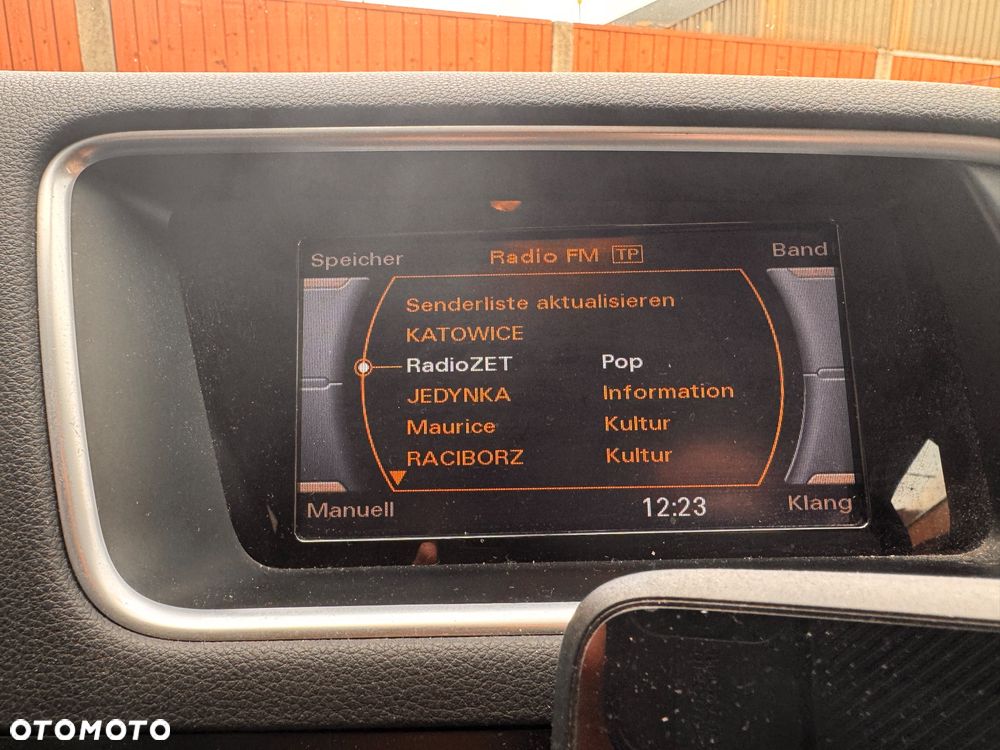 Speicher Radio FM TP Band
Senderliste aktualisieren
KATOWICE
RadioZET Pop
JEDYNKA Information
Maurice Kultur
RACIBORZ Kultur
Manuell 12:23 Klang
OTOMOTO